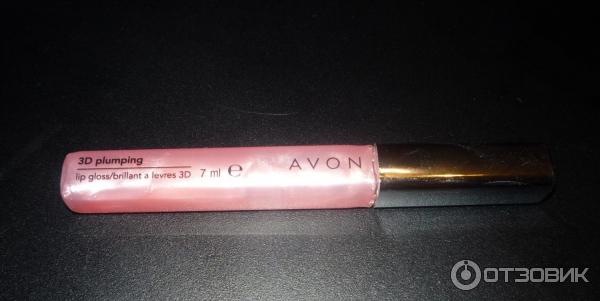 3D plumping
lip gloss/brillant a levres 3D 7 ml e AVON
ОТЗОВИК